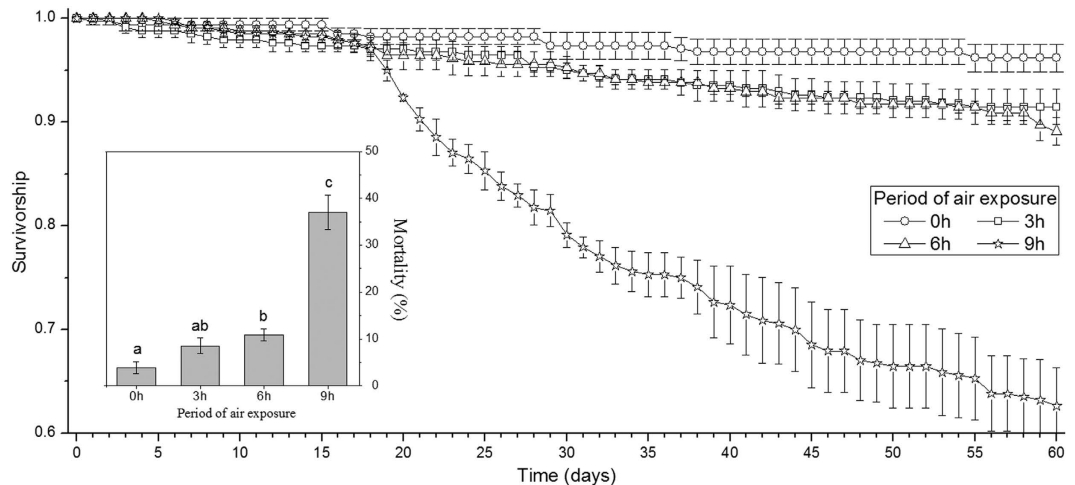 Survivorship
1.0
0.9
0.8
0.7
0.6
0 5 10 15 20 25 30 35 40 45 50 55 60
Time (days)
Period of air exposure
0h 3h
6h 9h
50
40
30
20
10
0
Mortality (%)
a ab b c
0h 3h 6h 9h
Period of air exposure